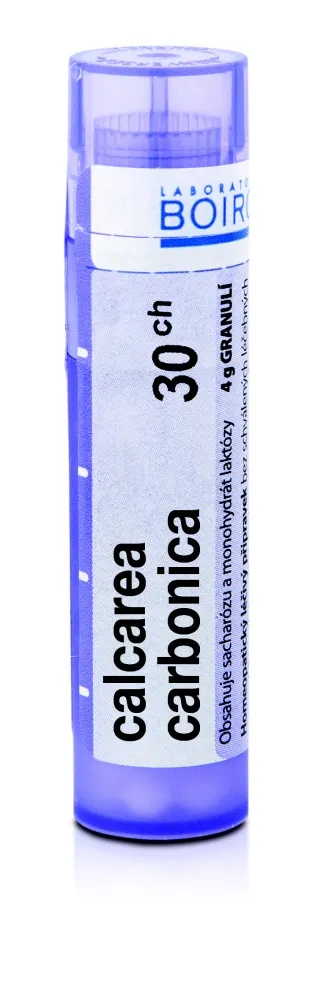 LABORATO
BOIRO
calcarea
carbonica 30 ch
Obsahuje sacharózu a monohydrát laktózy 4 g GRANULÍ
Homeopatický léčivý přípravek bez schválených léčebných